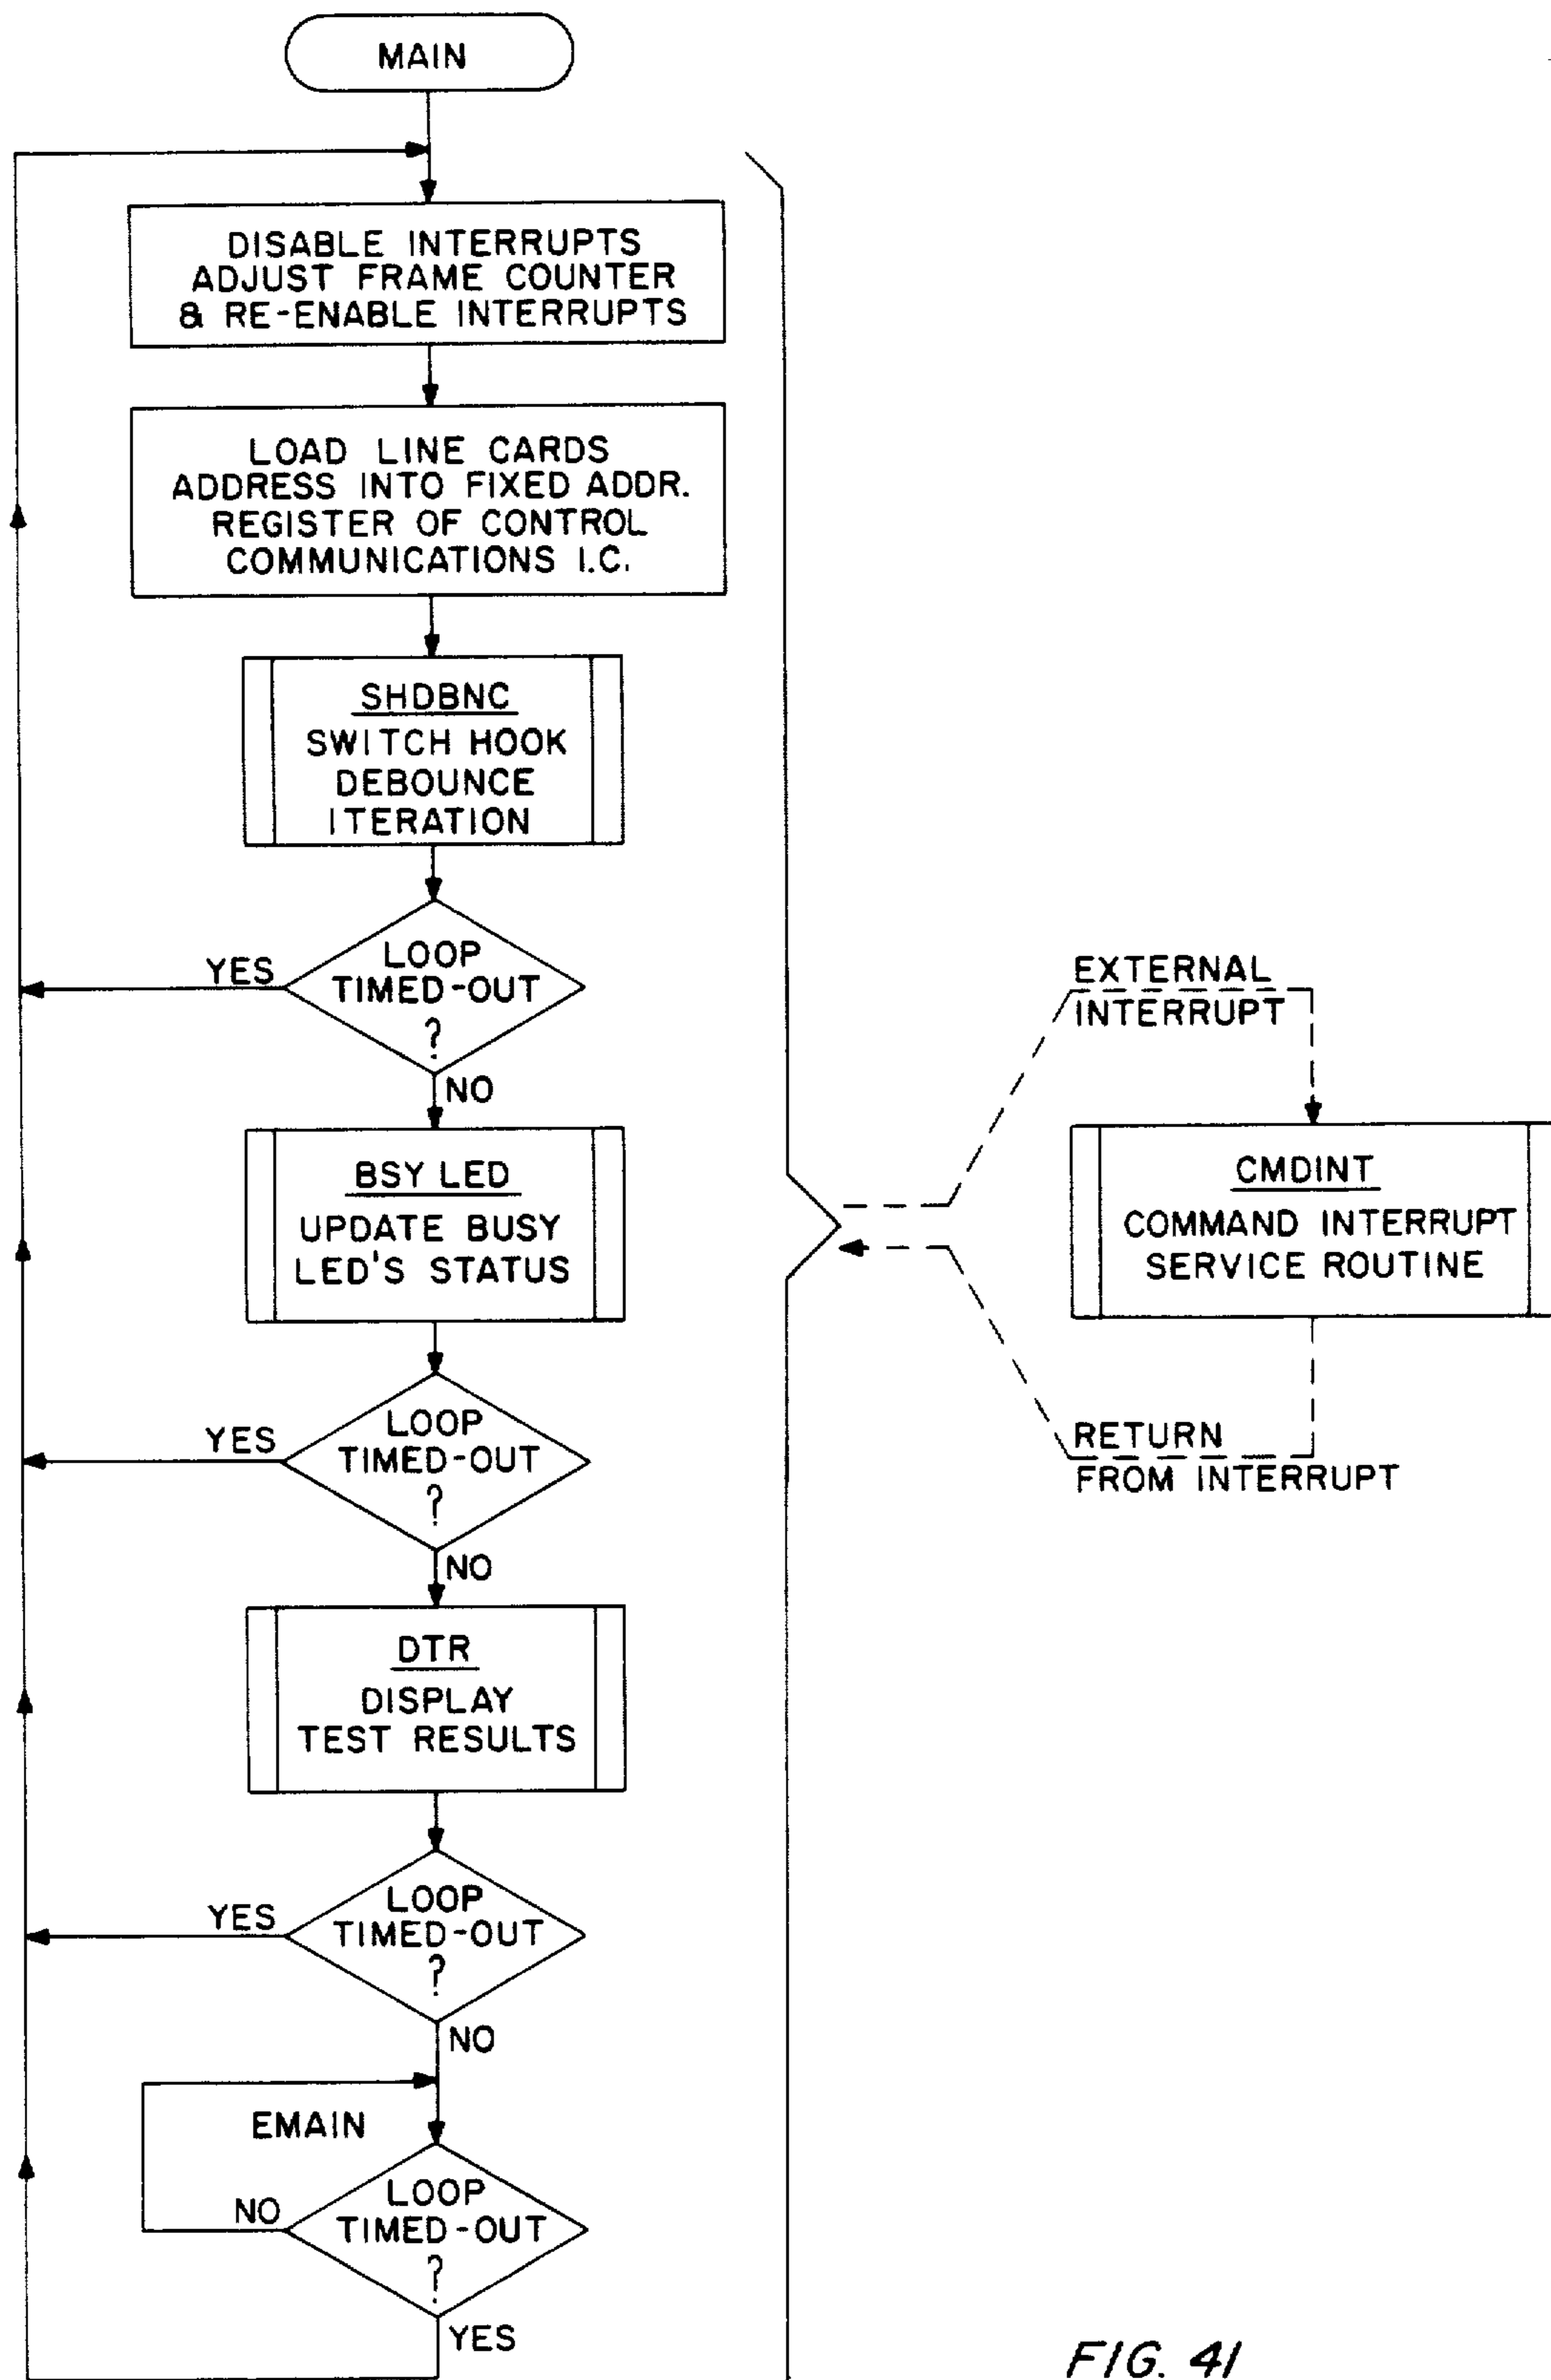 MAIN
DISABLE INTERRUPTS
ADJUST FRAME COUNTER
& RE-ENABLE INTERRUPTS
LOAD LINE CARDS
ADDRESS INTO FIXED ADDR.
REGISTER OF CONTROL
COMMUNICATIONS I.C.
SHDBNC
SWITCH HOOK
DEBOUNCE
ITERATION
LOOP
TIMED-OUT
?
YES
NO
BSY LED
UPDATE BUSY
LED'S STATUS
LOOP
TIMED-OUT
?
YES
NO
DTR
DISPLAY
TEST RESULTS
LOOP
TIMED-OUT
?
YES
NO
EMAIN
LOOP
TIMED-OUT
?
NO
YES
EXTERNAL
INTERRUPT
CMDINT
COMMAND INTERRUPT
SERVICE ROUTINE
RETURN
FROM INTERRUPT
FIG. 41